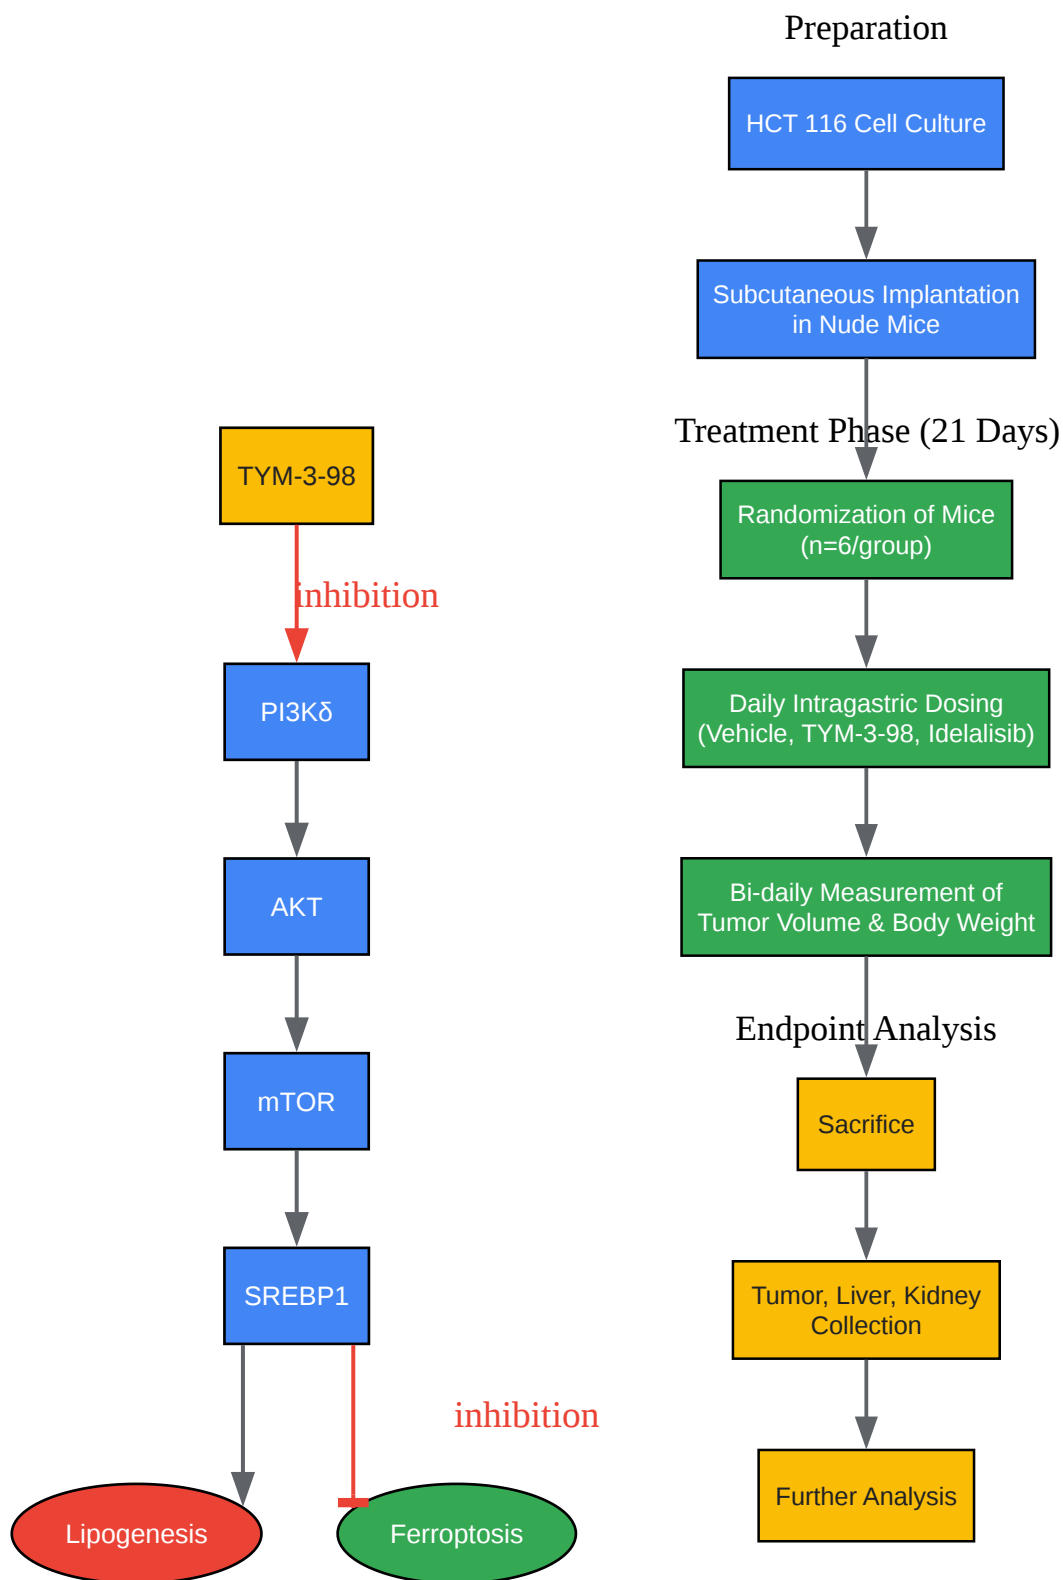 TYM-3-98
inhibition
PI3Kδ
AKT
mTOR
SREBP1
inhibition
Lipogenesis
Ferroptosis
Preparation
HCT 116 Cell Culture
Subcutaneous Implantation
in Nude Mice
Treatment Phase (21 Days)
Randomization of Mice
(n=6/group)
Daily Intragastric Dosing
(Vehicle, TYM-3-98, Idelalisib)
Bi-daily Measurement of
Tumor Volume & Body Weight
Endpoint Analysis
Sacrifice
Tumor, Liver, Kidney
Collection
Further Analysis